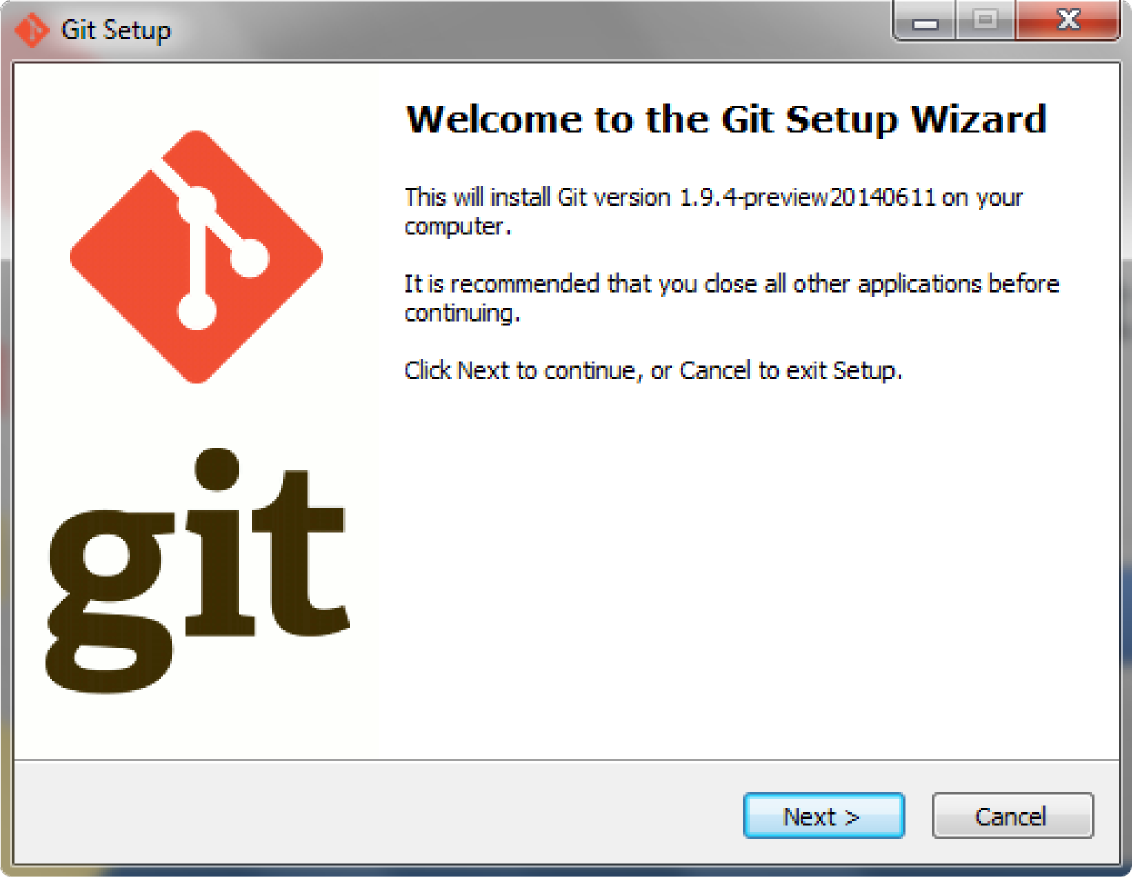 Git Setup
Welcome to the Git Setup Wizard
This will install Git version 1.9.4-preview20140611 on your
computer.
It is recommended that you close all other applications before
continuing.
Click Next to continue, or Cancel to exit Setup.
git
Next >
Cancel